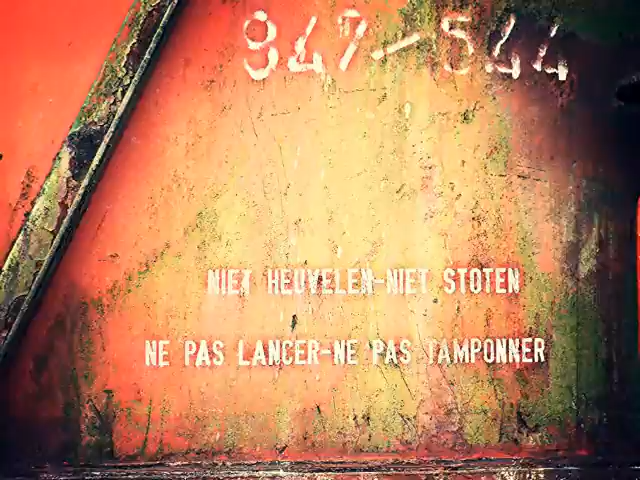 947-544
NIET HEUVELEN-NIET STOTEN
NE PAS LANCER-NE PAS TAMPONNER